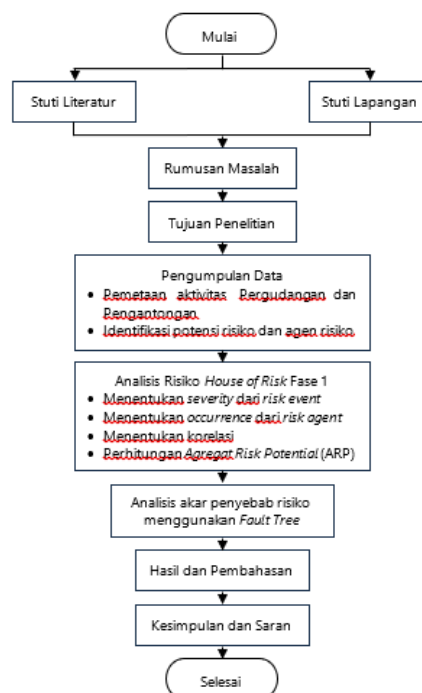 Mulai
Stuti Literatur
Stuti Lapangan
Rumusan Masalah
Tujuan Penelitian
Pengumpulan Data
• Pemetaan aktivitas Pergudangan dan
Pengantongan
• Identifikasi potensi risiko dan agen risiko
Analisis Risiko House of Risk Fase 1
• Menentukan severity dari risk event
• Menentukan occurrence dari risk agent
• Menentukan korelasi
• Perhitungan Agregat Risk Potential (ARP)
Analisis akar penyebab risiko
menggunakan Fault Tree
Hasil dan Pembahasan
Kesimpulan dan Saran
Selesai